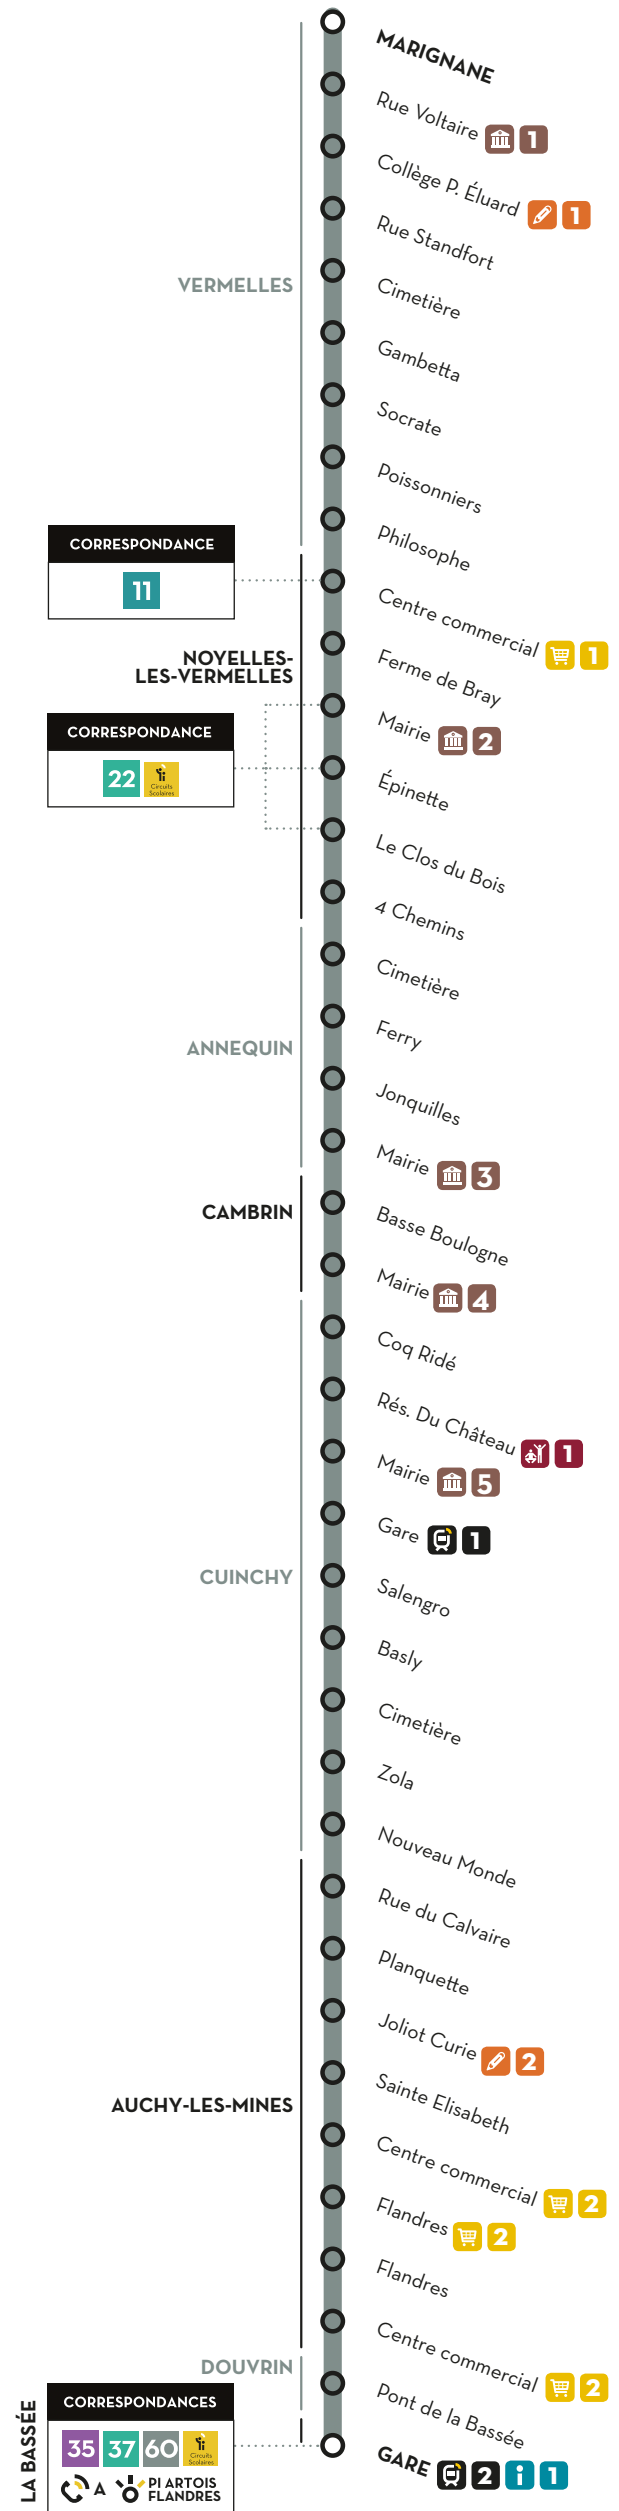 MARIGNANE
Rue Voltaire 1
Collège P. Éluard 1
Rue Standfort
VERMELLES
Cimetière
Gambetta
Socrate
Poissonniers
Philosophe
CORRESPONDANCE
11
Centre commercial 1
NOYELLES-
LES-VERMELLES
Ferme de Bray
Mairie 2
CORRESPONDANCE
22 Circuits
Scolaires
Épinette
Le Clos du Bois
4 Chemins
Cimetière
ANNEQUIN
Ferry
Jonquilles
Mairie 3
CAMBRIN
Basse Boulogne
Mairie 4
Coq Ridé
Rés. Du Château 1
Mairie 5
Gare 1
CUINCHY
Salengro
Basly
Cimetière
Zola
Nouveau Monde
Rue du Calvaire
Planquette
Joliot Curie 2
AUCHY-LES-MINES
Sainte Elisabeth
Centre commercial 2
Flandres 2
Flandres
Centre commercial 2
DOUVRIN
Pont de la Bassée
LA BASSÉE
CORRESPONDANCES
35 37 60 Circuits
Scolaires
A PI ARTOIS
FLANDRES
GARE 2 i 1